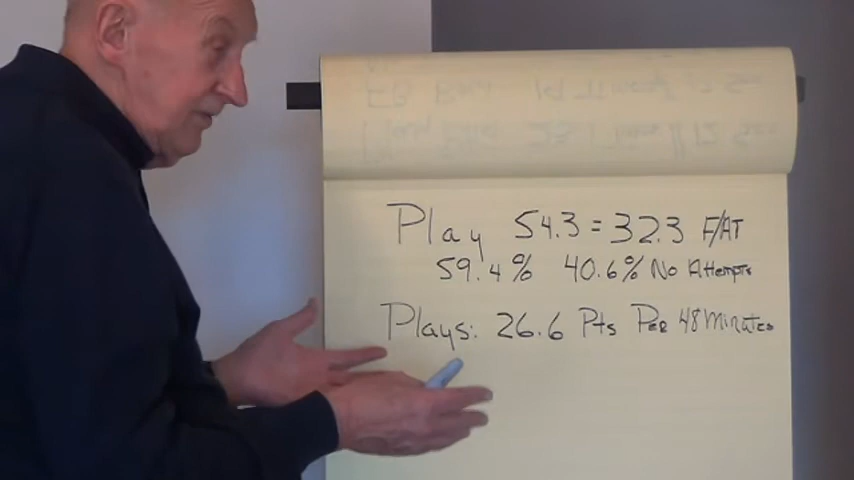 Play 54.3 = 32.3 F/AT
59.4% 40.6% No Attempts
Plays: 26.6 Pts Per 48 Minutes